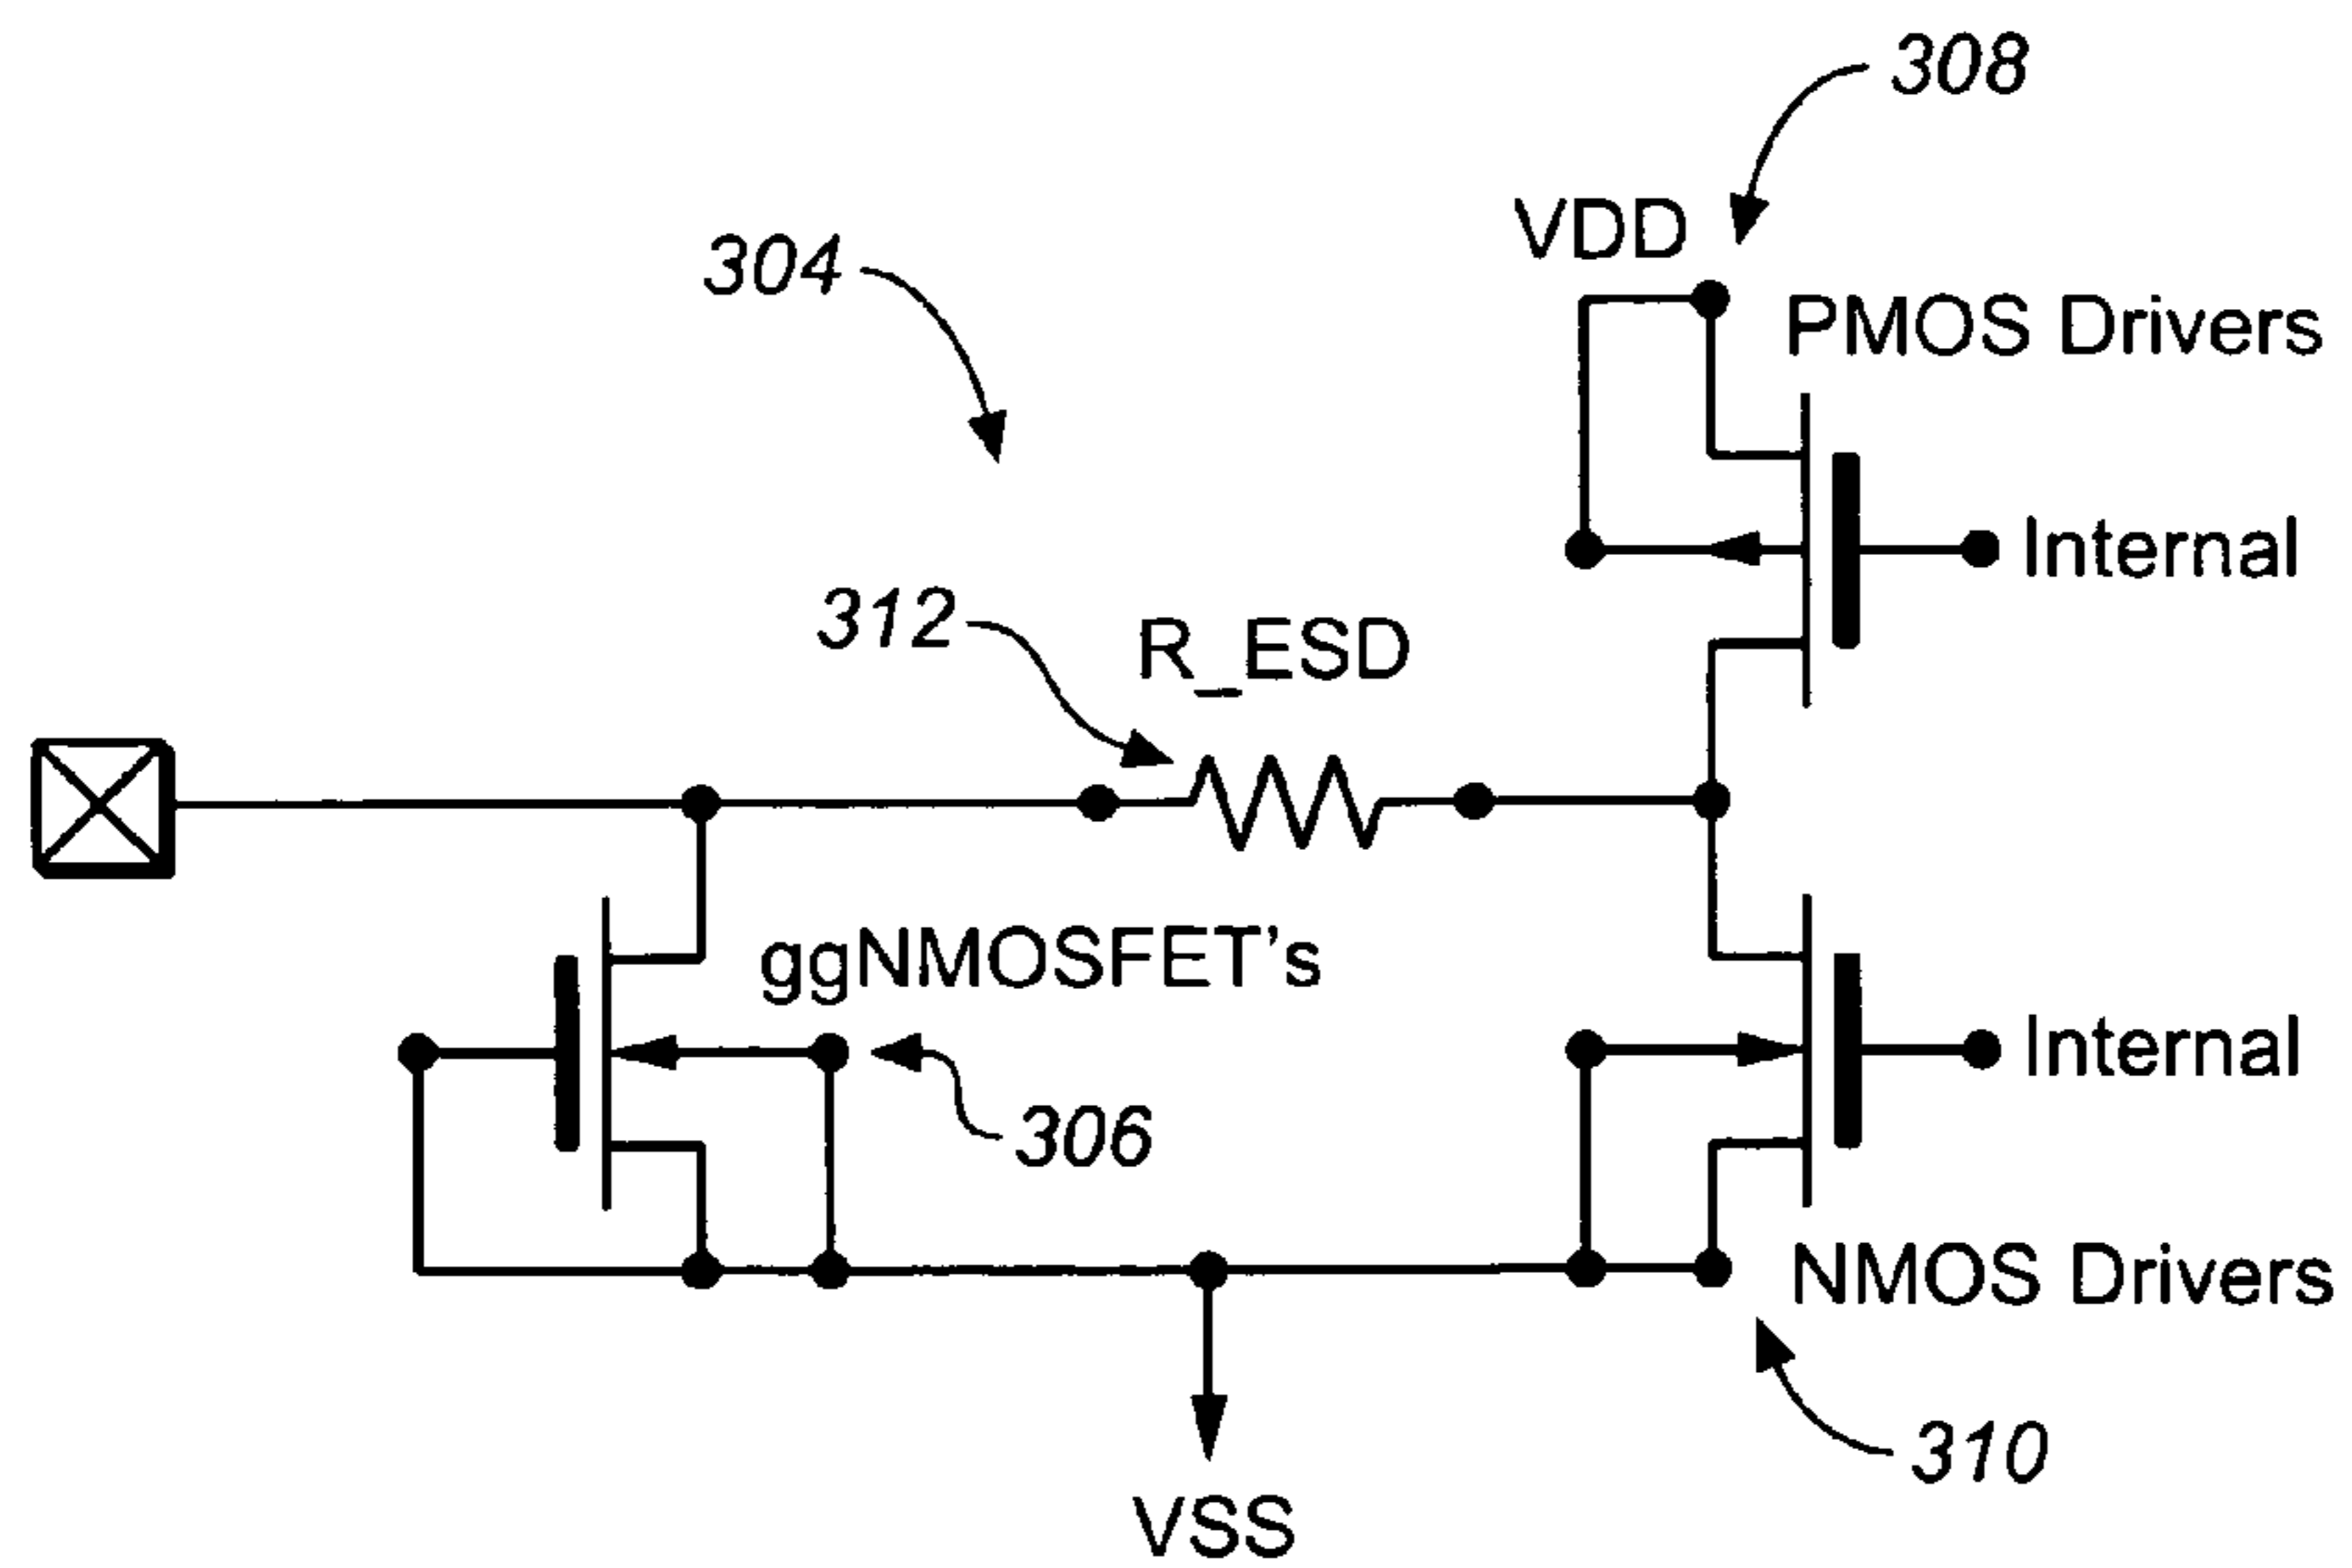 308
304
VDD
PMOS Drivers
Internal
312
R_ESD
ggNMOSFET's
Internal
306
NMOS Drivers
310
VSS